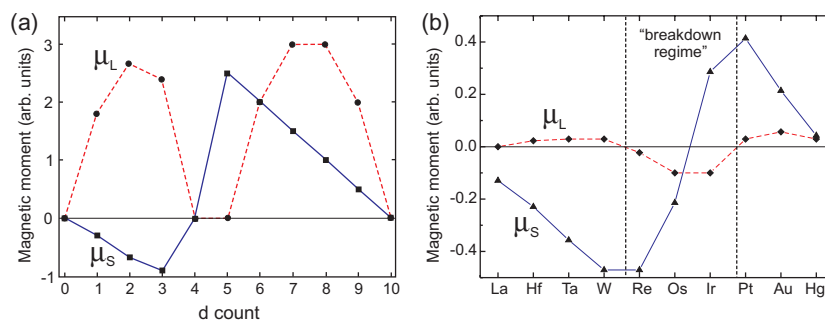 (a)
Magnetic moment (arb. units)
3
2
1
0
-1
μL
μS
0 1 2 3 4 5 6 7 8 9 10
d count
(b)
Magnetic moment (arb. units)
0.4
0.2
0.0
-0.2
-0.4
"breakdown
regime"
μL
μS
La Hf Ta W Re Os Ir Pt Au Hg